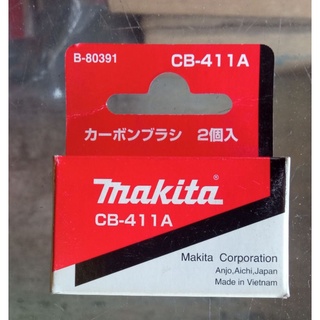 B-80391
CB-411A
カーボンブラシ 2個入
makita®
CB-411A
Makita Corporation
Anjo,Aichi,Japan
Made in Vietnam